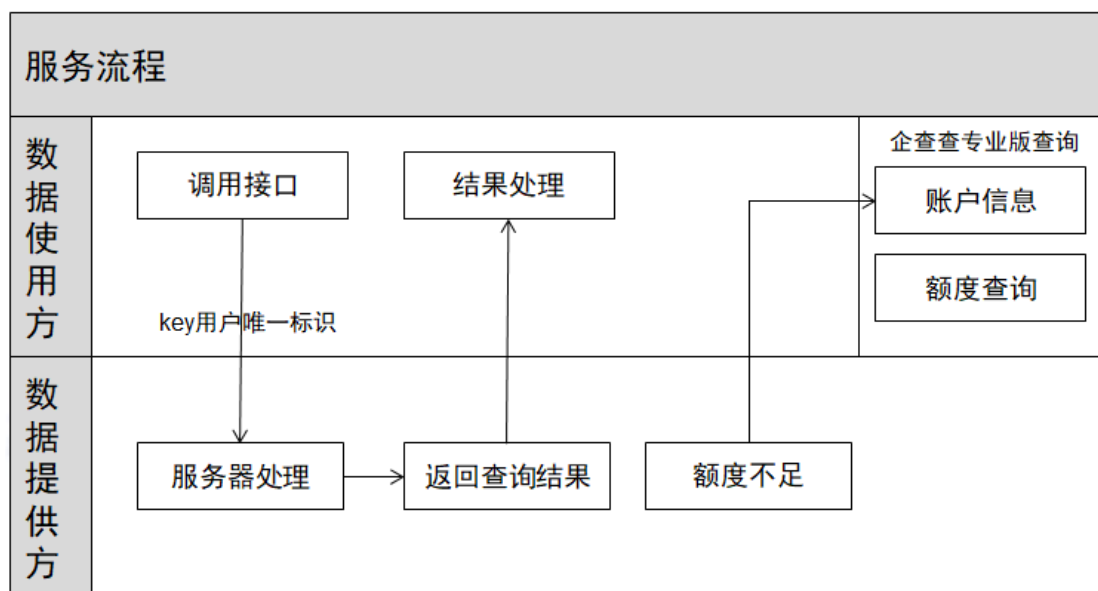 服务流程
数据使用方
企查查专业版查询
调用接口
结果处理
账户信息
额度查询
key用户唯一标识
数据提供方
服务器处理
返回查询结果
额度不足